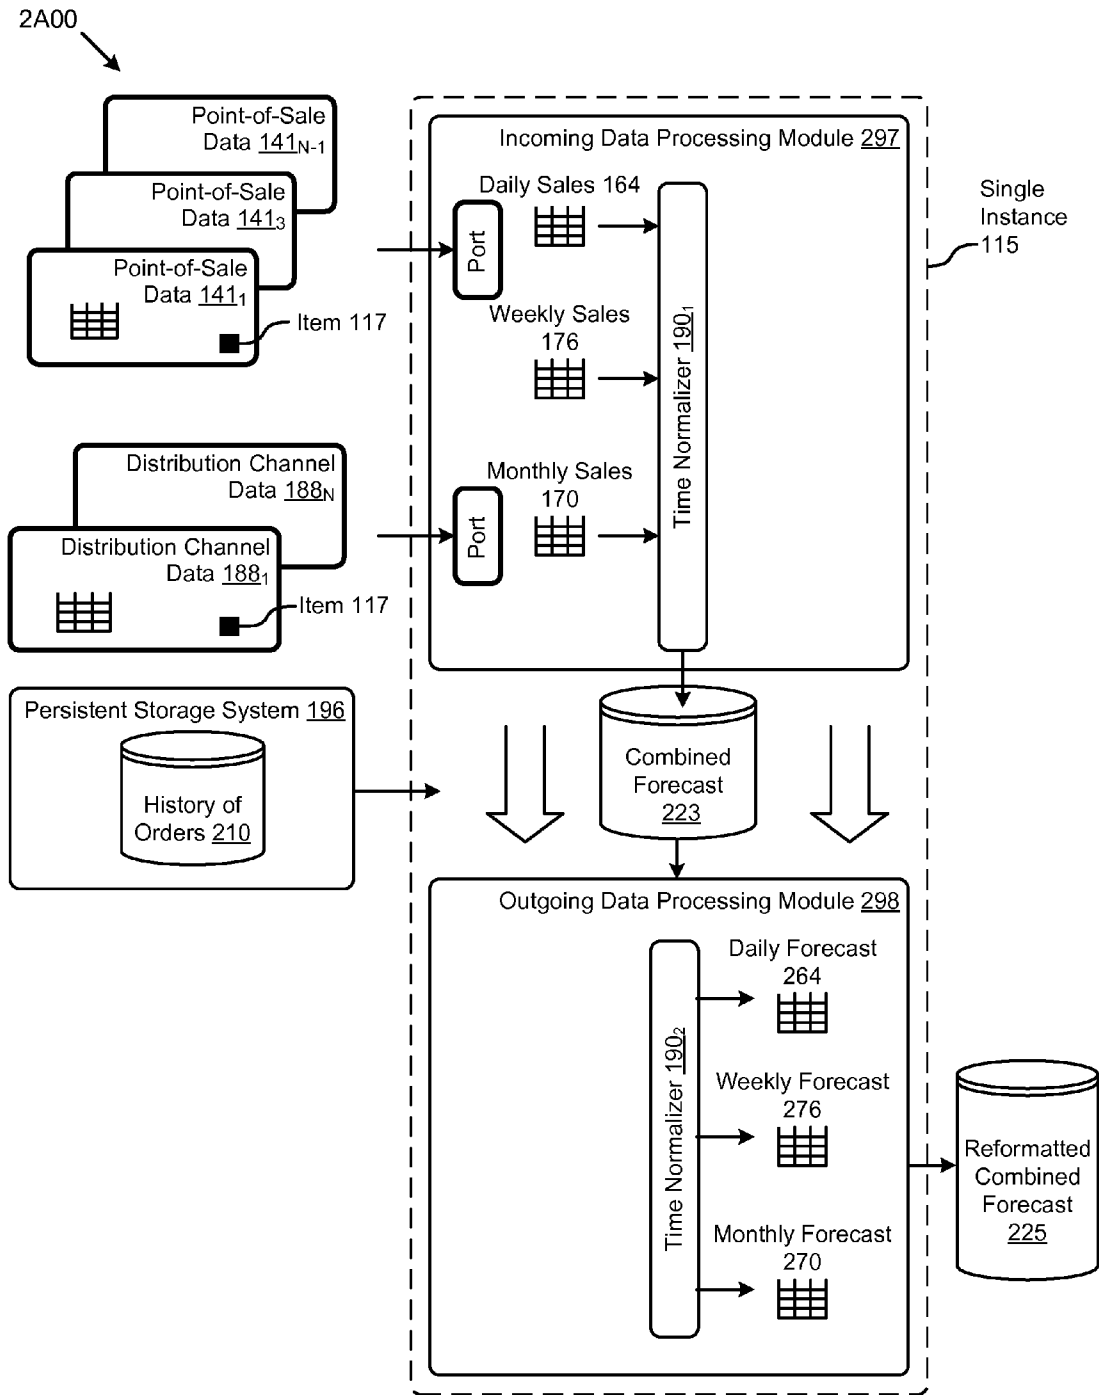 2A00
Point-of-Sale
Data 141N-1
Point-of-Sale
Data 1413
Point-of-Sale
Data 1411
Item 117
Distribution Channel
Data 188N
Distribution Channel
Data 1881
Item 117
Persistent Storage System 196
History of
Orders 210
Incoming Data Processing Module 297
Daily Sales 164
Port
Weekly Sales
176
Monthly Sales
170
Port
Time Normalizer 1901
Single
Instance
115
Combined
Forecast
223
Outgoing Data Processing Module 298
Time Normalizer 1902
Daily Forecast
264
Weekly Forecast
276
Monthly Forecast
270
Reformatted
Combined
Forecast
225